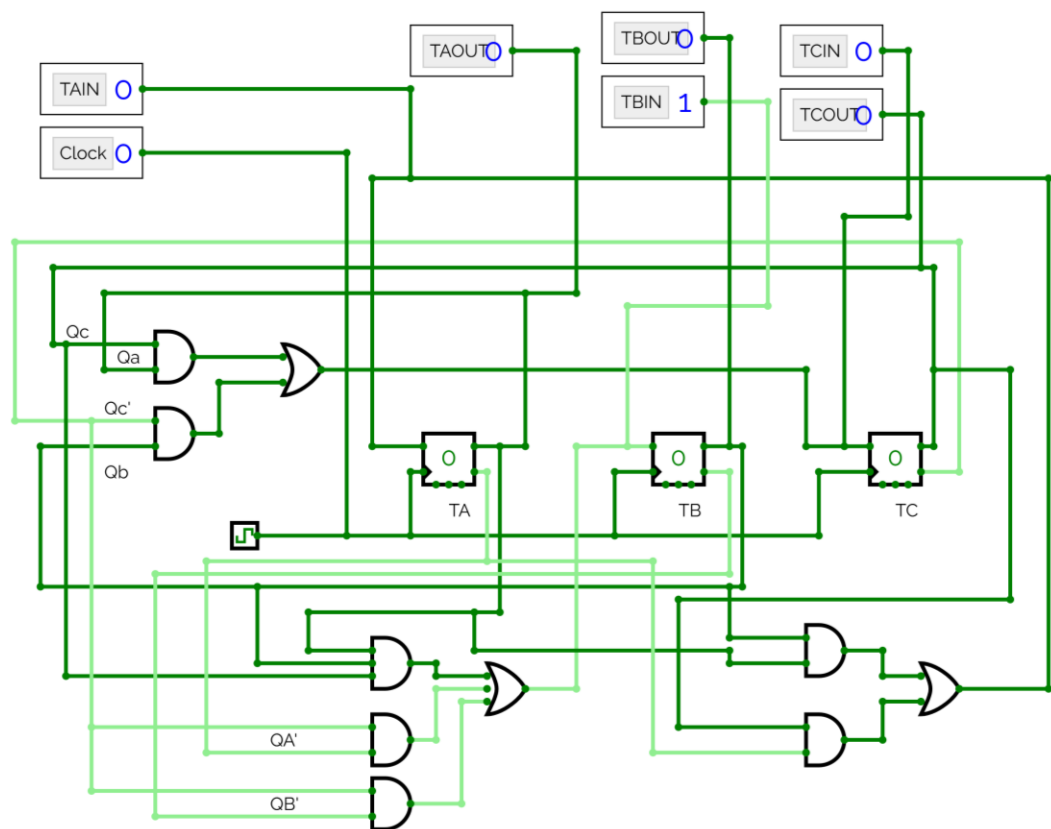 TBOUT 0
TAOUT 0
TCIN 0
TAIN 0
TBIN 1
TCOUT 0
Clock 0
Qc
Qa
Qc'
Qb
0
0
0
TA
TB
TC
QA'
QB'